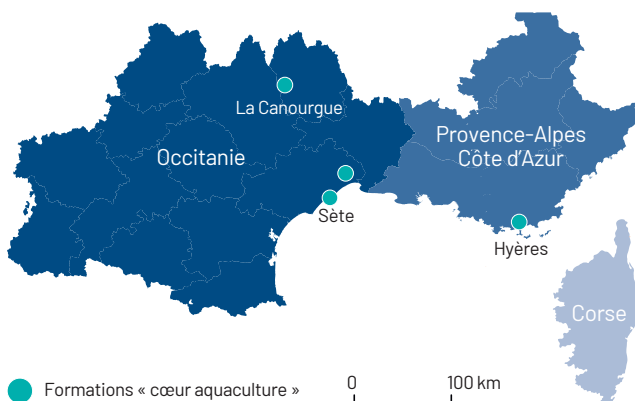 La Canourgue
Provence-Alpes
Côte d'Azur
Occitanie
Sète
Hyères
Corse
Formations « cœur aquaculture »
0
100 km